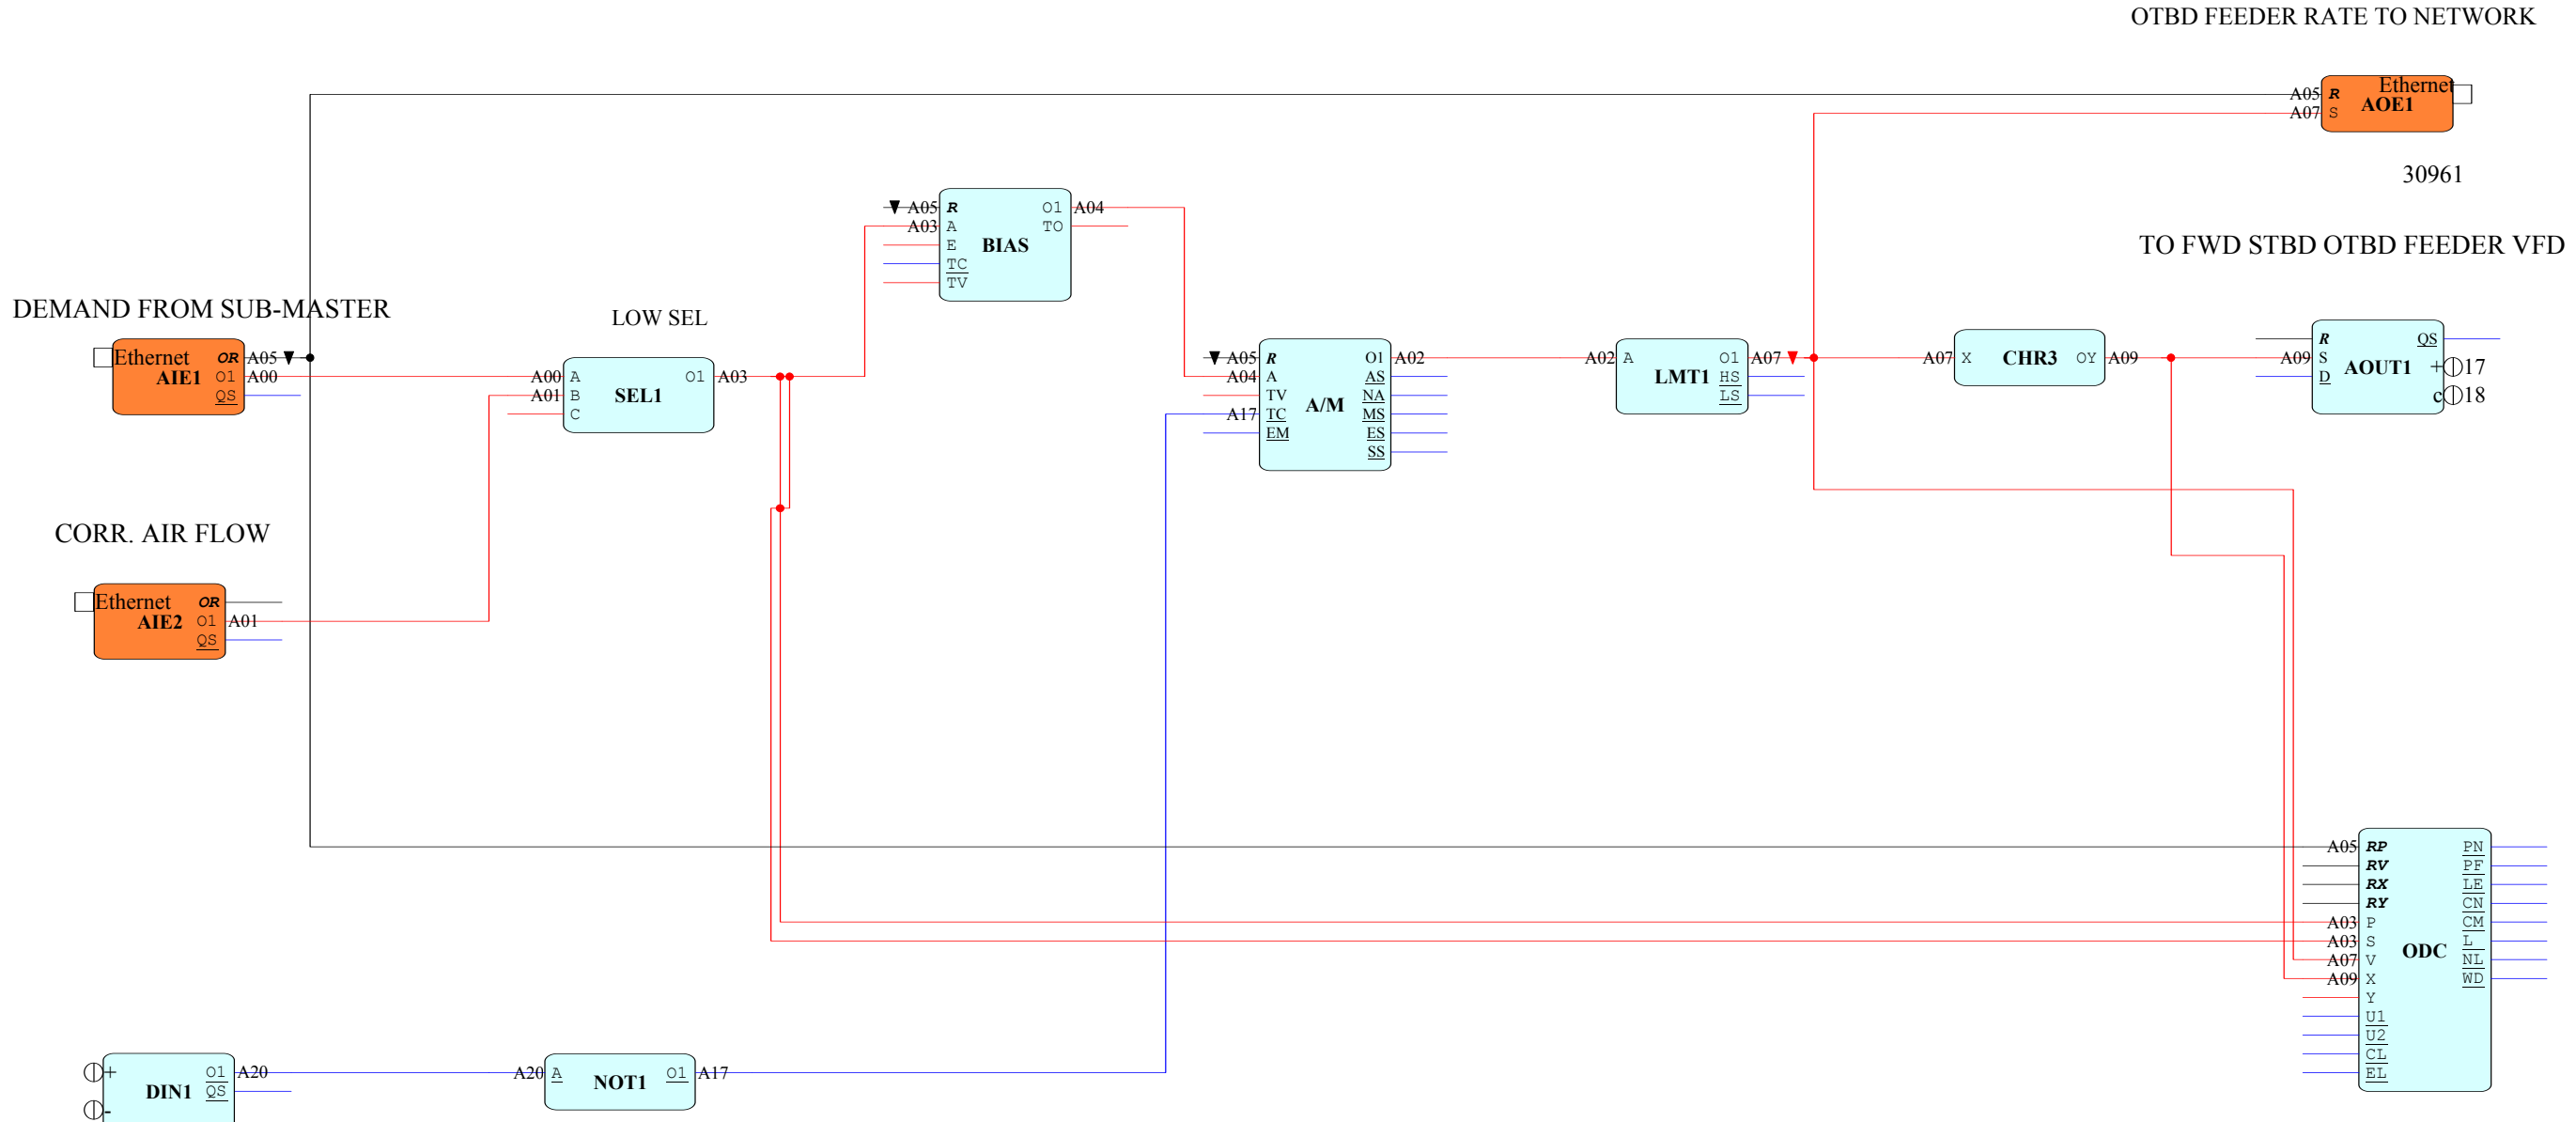 OTBD FEEDER RATE TO NETWORK
A05 R Ethernet
A07 S AOE1
30961
A05 R O1 A04
A03 A TO
E BIAS
TC
TV
TO FWD STBD OTBD FEEDER VFD
DEMAND FROM SUB-MASTER
LOW SEL
Ethernet OR A05
AIE1 O1 A00
QS
A00 A O1 A03
A01 B SEL1
C
A05 R O1 A02
A04 A AS
TV A/M NA
A17 TC MS
EM ES
SS
A02 A O1 A07
LMT1 HS
LS
A07 X CHR3 OY A09
R QS
A09 S AOUT1 + 17
D c 18
CORR. AIR FLOW
Ethernet OR
AIE2 O1 A01
QS
A05 RP PN
RV PF
RX LE
RY CN
A03 P CM
A03 S ODC L
A07 V NL
A09 X WD
Y
U1
U2
CL
EL
+ O1 A20
DIN1 QS
-
A20 A NOT1 O1 A17